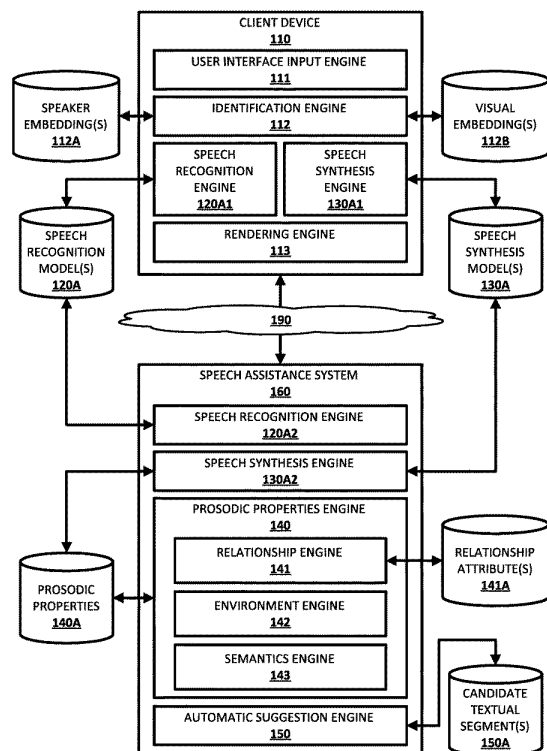 CLIENT DEVICE
110
USER INTERFACE INPUT ENGINE
111
SPEAKER
EMBEDDING(S)
112A
IDENTIFICATION ENGINE
112
VISUAL
EMBEDDING(S)
112B
SPEECH
RECOGNITION
ENGINE
120A1
SPEECH
SYNTHESIS
ENGINE
130A1
SPEECH
RECOGNITION
MODEL(S)
120A
RENDERING ENGINE
113
SPEECH
SYNTHESIS
MODEL(S)
130A
190
SPEECH ASSISTANCE SYSTEM
160
SPEECH RECOGNITION ENGINE
120A2
SPEECH SYNTHESIS ENGINE
130A2
PROSODIC PROPERTIES ENGINE
140
RELATIONSHIP ENGINE
141
RELATIONSHIP
ATTRIBUTE(S)
141A
PROSODIC
PROPERTIES
140A
ENVIRONMENT ENGINE
142
SEMANTICS ENGINE
143
AUTOMATIC SUGGESTION ENGINE
150
CANDIDATE
TEXTUAL
SEGMENT(S)
150A